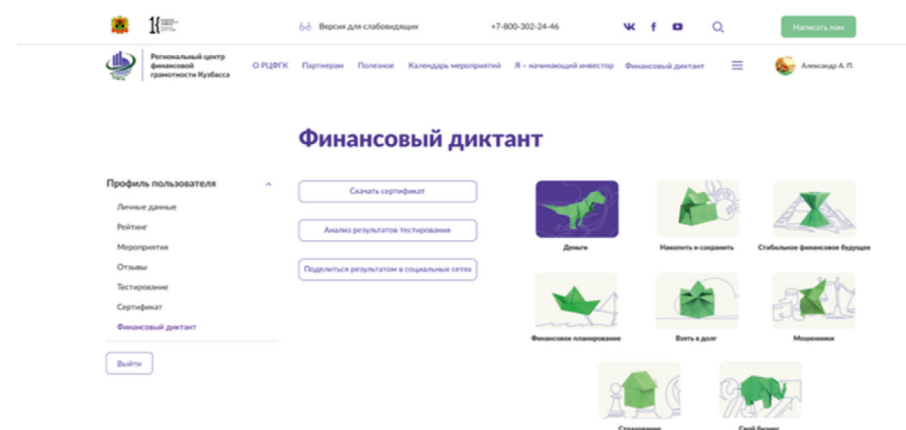 Версия для слабовидящих
+7-800-302-24-46
Написать нам
Региональный центр
финансовой
грамотности Кузбасса
О РЦФГК
Партнерам
Полезное
Календарь мероприятий
Я - начинающий инвестор
Финансовый диктант
Александр А. П.
Финансовый диктант
Профиль пользователя
Личные данные
Рейтинг
Мероприятия
Отзывы
Тестирование
Сертификат
Финансовый диктант
Выйти
Скачать сертификат
Анализ результатов тестирования
Поделиться результатом в социальных сетях
Деньги
Накопить и сохранить
Стабильное финансовое будущее
Финансовое планирование
Взять в долг
Мошенники
Страхование
Свой бизнес